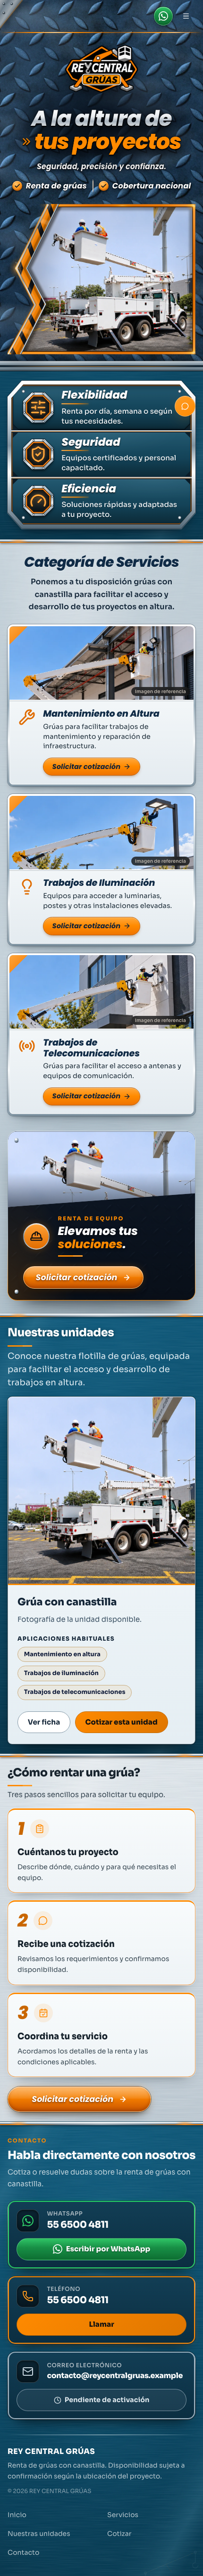 REY CENTRAL
GRÚAS
A la altura de
tus proyectos
Seguridad, precisión y confianza.
Renta de grúas
Cobertura nacional
Flexibilidad
Renta por día, semana o según
tus necesidades.
Seguridad
Equipos certificados y personal
capacitado.
Eficiencia
Soluciones rápidas y adaptadas
a tu proyecto.
Categoría de Servicios
Ponemos a tu disposición grúas con
canastilla para facilitar el acceso y
desarrollo de tus proyectos en altura.
Imagen de referencia
Mantenimiento en Altura
Grúas para facilitar trabajos de
mantenimiento y reparación de
infraestructura.
Solicitar cotización →
Imagen de referencia
Trabajos de Iluminación
Equipos para acceder a luminarias,
postes y otras instalaciones elevadas.
Solicitar cotización →
Imagen de referencia
Trabajos de
Telecomunicaciones
Grúas para facilitar el acceso a antenas y
equipos de comunicación.
Solicitar cotización →
RENTA DE EQUIPO
Elevamos tus
soluciones.
Solicitar cotización →
Nuestras unidades
Conoce nuestra flotilla de grúas, equipada
para facilitar el acceso y desarrollo de
trabajos en altura.
Grúa con canastilla
Fotografía de la unidad disponible.
APLICACIONES HABITUALES
Mantenimiento en altura
Trabajos de iluminación
Trabajos de telecomunicaciones
Ver ficha
Cotizar esta unidad
¿Cómo rentar una grúa?
Tres pasos sencillos para solicitar tu equipo.
1
Cuéntanos tu proyecto
Describe dónde, cuándo y para qué necesitas el
equipo.
2
Recibe una cotización
Revisamos los requerimientos y confirmamos
disponibilidad.
3
Coordina tu servicio
Acordamos los detalles de la renta y las
condiciones aplicables.
Solicitar cotización →
CONTACTO
Habla directamente con nosotros
Cotiza o resuelve dudas sobre la renta de grúas con
canastilla.
WHATSAPP
55 6500 4811
Escribir por WhatsApp
TELÉFONO
55 6500 4811
Llamar
CORREO ELECTRÓNICO
contacto@reycentralgruas.example
Pendiente de activación
REY CENTRAL GRÚAS
Renta de grúas con canastilla. Disponibilidad sujeta a
confirmación según la ubicación del proyecto.
© 2026 REY CENTRAL GRÚAS
Inicio
Servicios
Nuestras unidades
Cotizar
Contacto